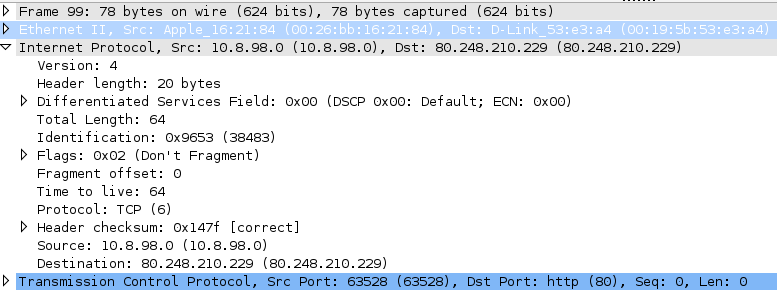 Frame 99: 78 bytes on wire (624 bits), 78 bytes captured (624 bits)
Ethernet II, Src: Apple_16:21:84 (00:26:bb:16:21:84), Dst: D-Link_53:e3:a4 (00:19:5b:53:e3:a4)
Internet Protocol, Src: 10.8.98.0 (10.8.98.0), Dst: 80.248.210.229 (80.248.210.229)
Version: 4
Header length: 20 bytes
Differentiated Services Field: 0x00 (DSCP 0x00: Default; ECN: 0x00)
Total Length: 64
Identification: 0x9653 (38483)
Flags: 0x02 (Don't Fragment)
Fragment offset: 0
Time to live: 64
Protocol: TCP (6)
Header checksum: 0x147f [correct]
Source: 10.8.98.0 (10.8.98.0)
Destination: 80.248.210.229 (80.248.210.229)
Transmission Control Protocol, Src Port: 63528 (63528), Dst Port: http (80), Seq: 0, Len: 0